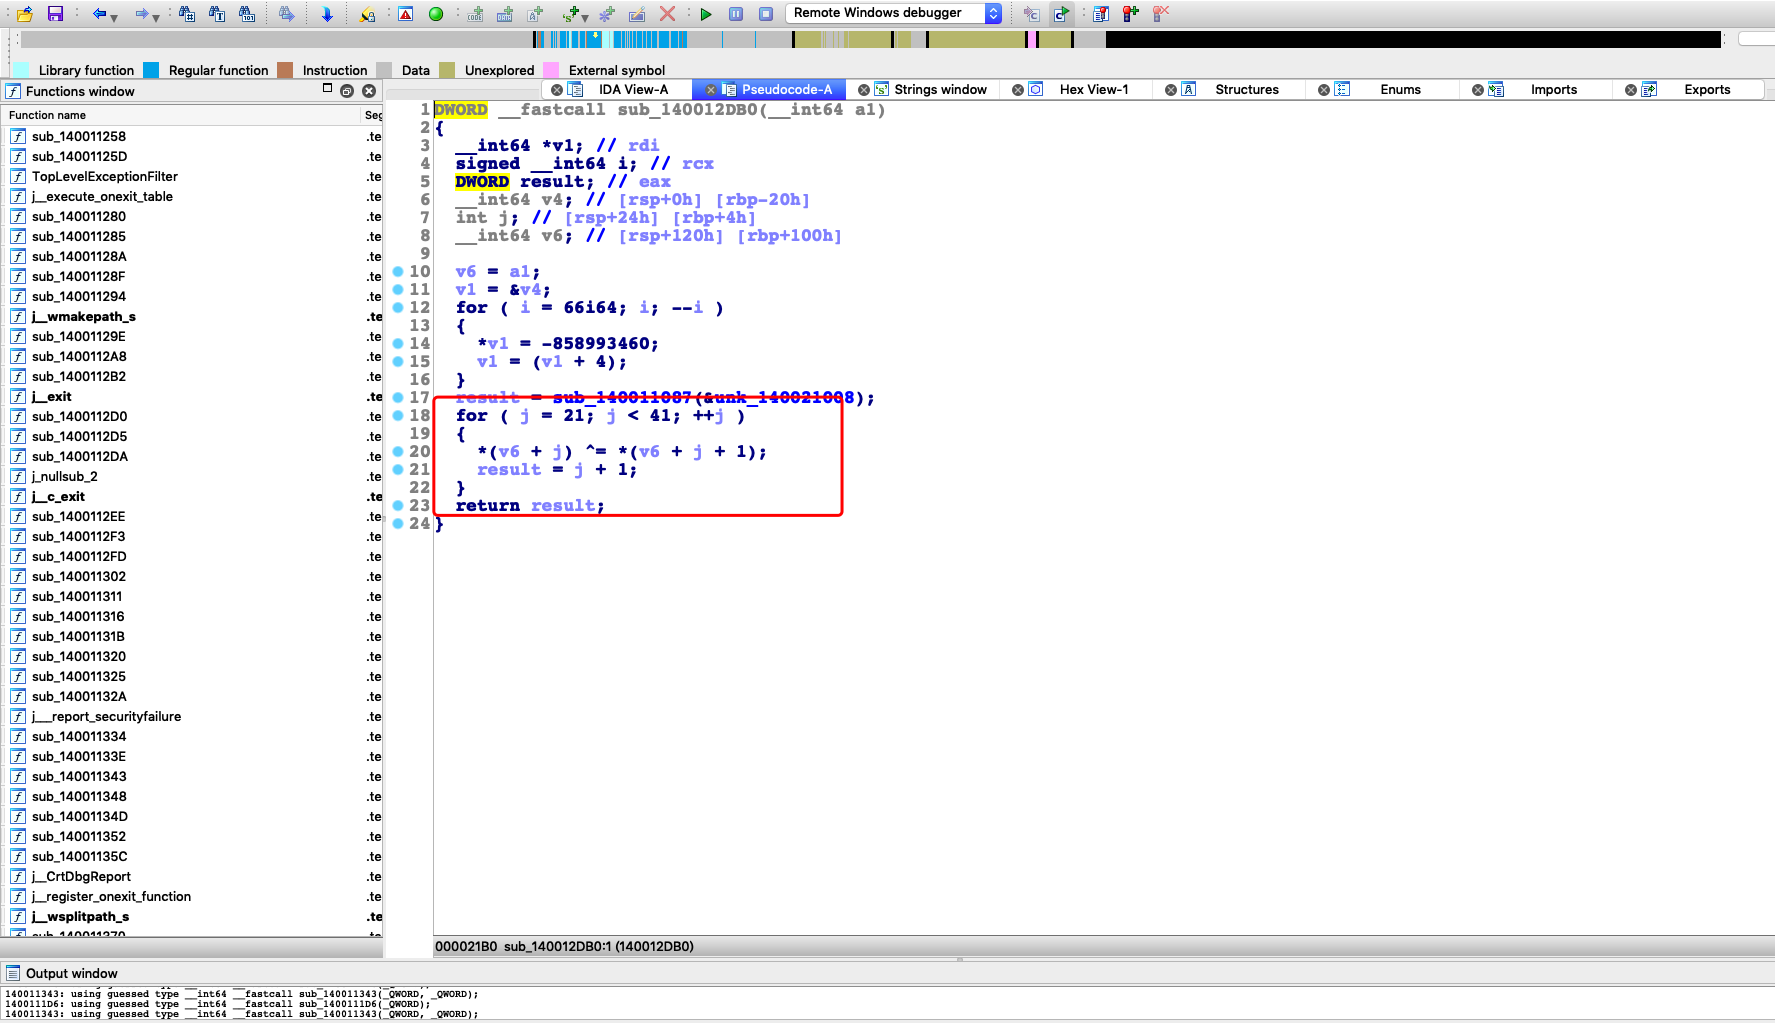 Remote Windows debugger
Library function Regular function Instruction Data Unexplored External symbol
Functions window
IDA View-A Pseudocode-A Strings window Hex View-1 Structures Enums Imports Exports
Function name Seg
sub_140011258 .te
sub_14001125D .te
TopLevelExceptionFilter .te
j__execute_onexit_table .te
sub_140011280 .te
sub_140011285 .te
sub_14001128A .te
sub_14001128F .te
sub_140011294 .te
j__wmakepath_s .te
sub_14001129E .te
sub_1400112A8 .te
sub_1400112B2 .te
j__exit .te
sub_1400112D0 .te
sub_1400112D5 .te
sub_1400112DA .te
j_nullsub_2 .te
j__c_exit .te
sub_1400112EE .te
sub_1400112F3 .te
sub_1400112FD .te
sub_140011302 .te
sub_140011311 .te
sub_140011316 .te
sub_14001131B .te
sub_140011320 .te
sub_140011325 .te
sub_14001132A .te
j___report_securityfailure .te
sub_140011334 .te
sub_14001133E .te
sub_140011343 .te
sub_140011348 .te
sub_14001134D .te
sub_140011352 .te
sub_14001135C .te
j__CrtDbgReport .te
j__register_onexit_function .te
j__wsplitpath_s .te
sub_140011370 .te
1 DWORD __fastcall sub_140012DB0(__int64 a1)
2 {
3 __int64 *v1; // rdi
4 signed __int64 i; // rcx
5 DWORD result; // eax
6 __int64 v4; // [rsp+0h] [rbp-20h]
7 int j; // [rsp+24h] [rbp+4h]
8 __int64 v6; // [rsp+120h] [rbp+100h]
9
10 v6 = a1;
11 v1 = &v4;
12 for ( i = 66i64; i; --i )
13 {
14 *v1 = -858993460;
15 v1 = (v1 + 4);
16 }
17 result = sub_140011087(&unk_140021008);
18 for ( j = 21; j < 41; ++j )
19 {
20 *(v6 + j) ^= *(v6 + j + 1);
21 result = j + 1;
22 }
23 return result;
24 }
000021B0 sub_140012DB0:1 (140012DB0)
Output window
140011343: using guessed type __int64 __fastcall sub_140011343(_QWORD, _QWORD);
1400111D6: using guessed type __int64 __fastcall sub_1400111D6(_QWORD);
140011343: using guessed type __int64 __fastcall sub_140011343(_QWORD, _QWORD);